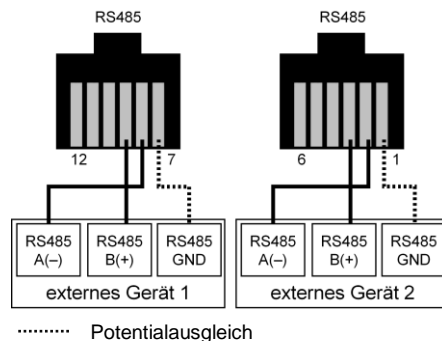 RS485 RS485
12 7 6 1
RS485 RS485 RS485 RS485 RS485 RS485
A(–) B(+) GND A(–) B(+) GND
externes Gerät 1 externes Gerät 2
Potentialausgleich